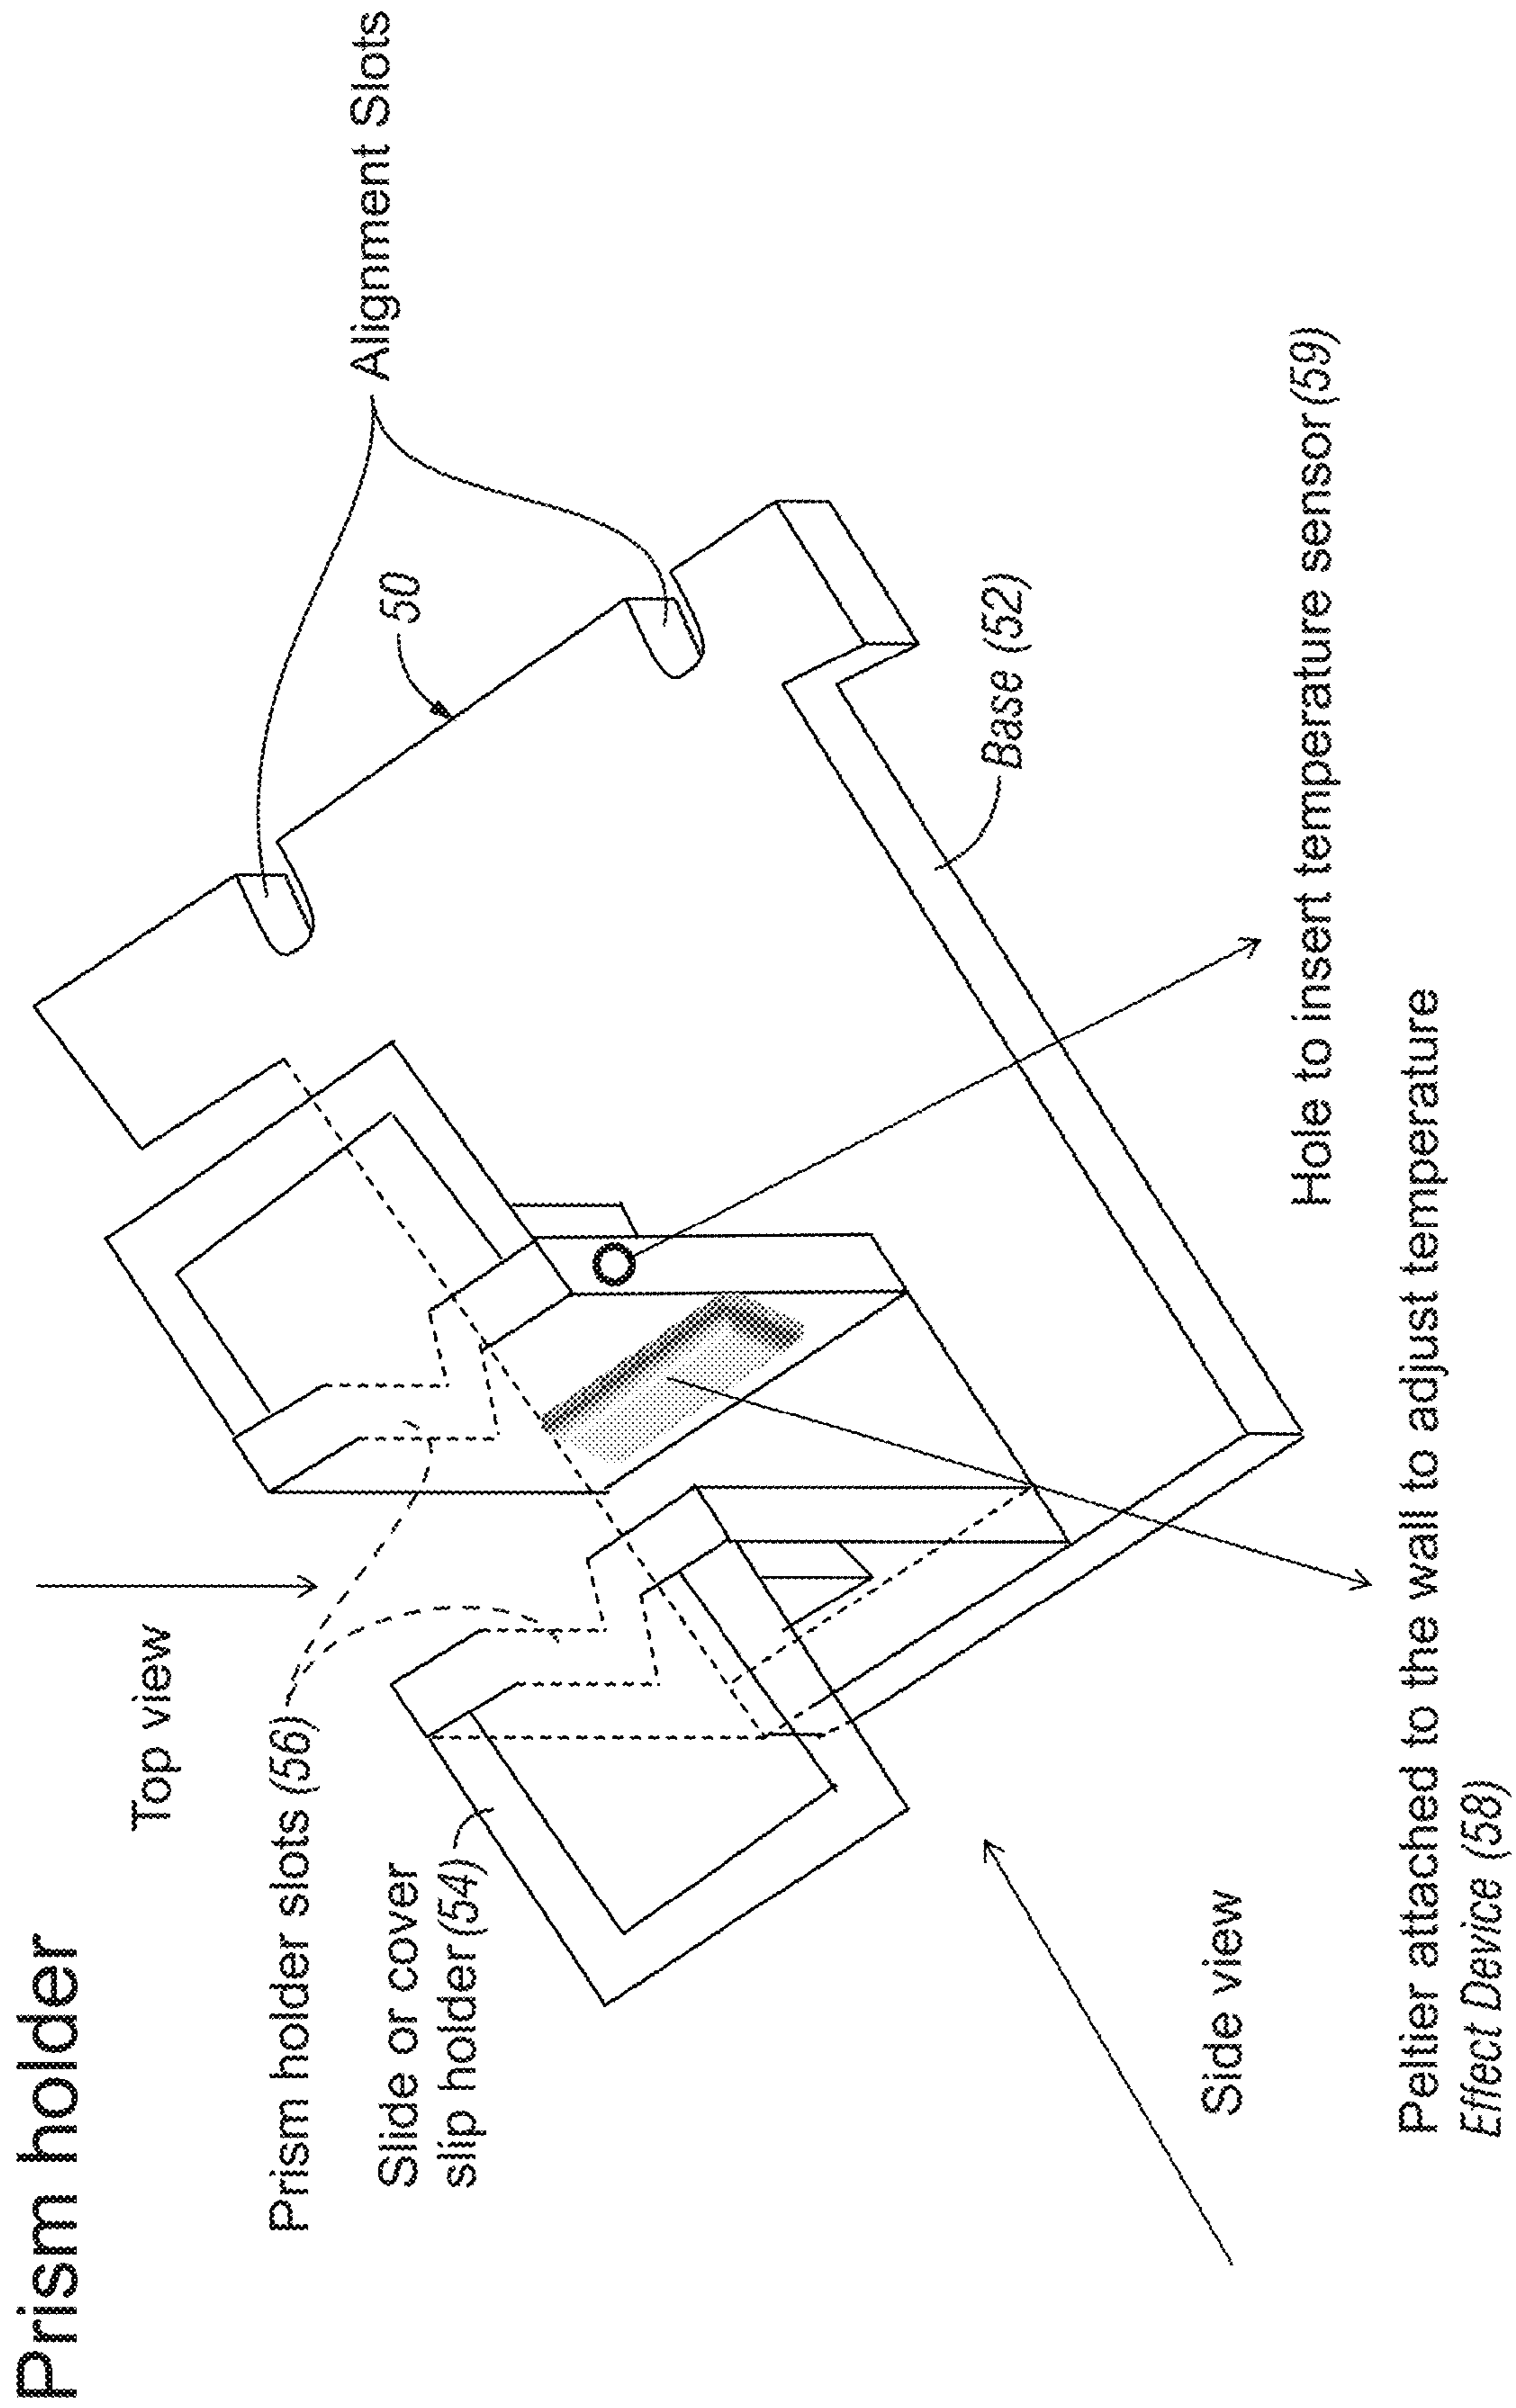 Prism holder
Top view
Prism holder slots (56)
Slide or cover
slip holder (54)
Alignment Slots
50
Base (52)
Side view
Hole to insert temperature sensor (59)
Peltier attached to the wall to adjust temperature
Effect Device (58)